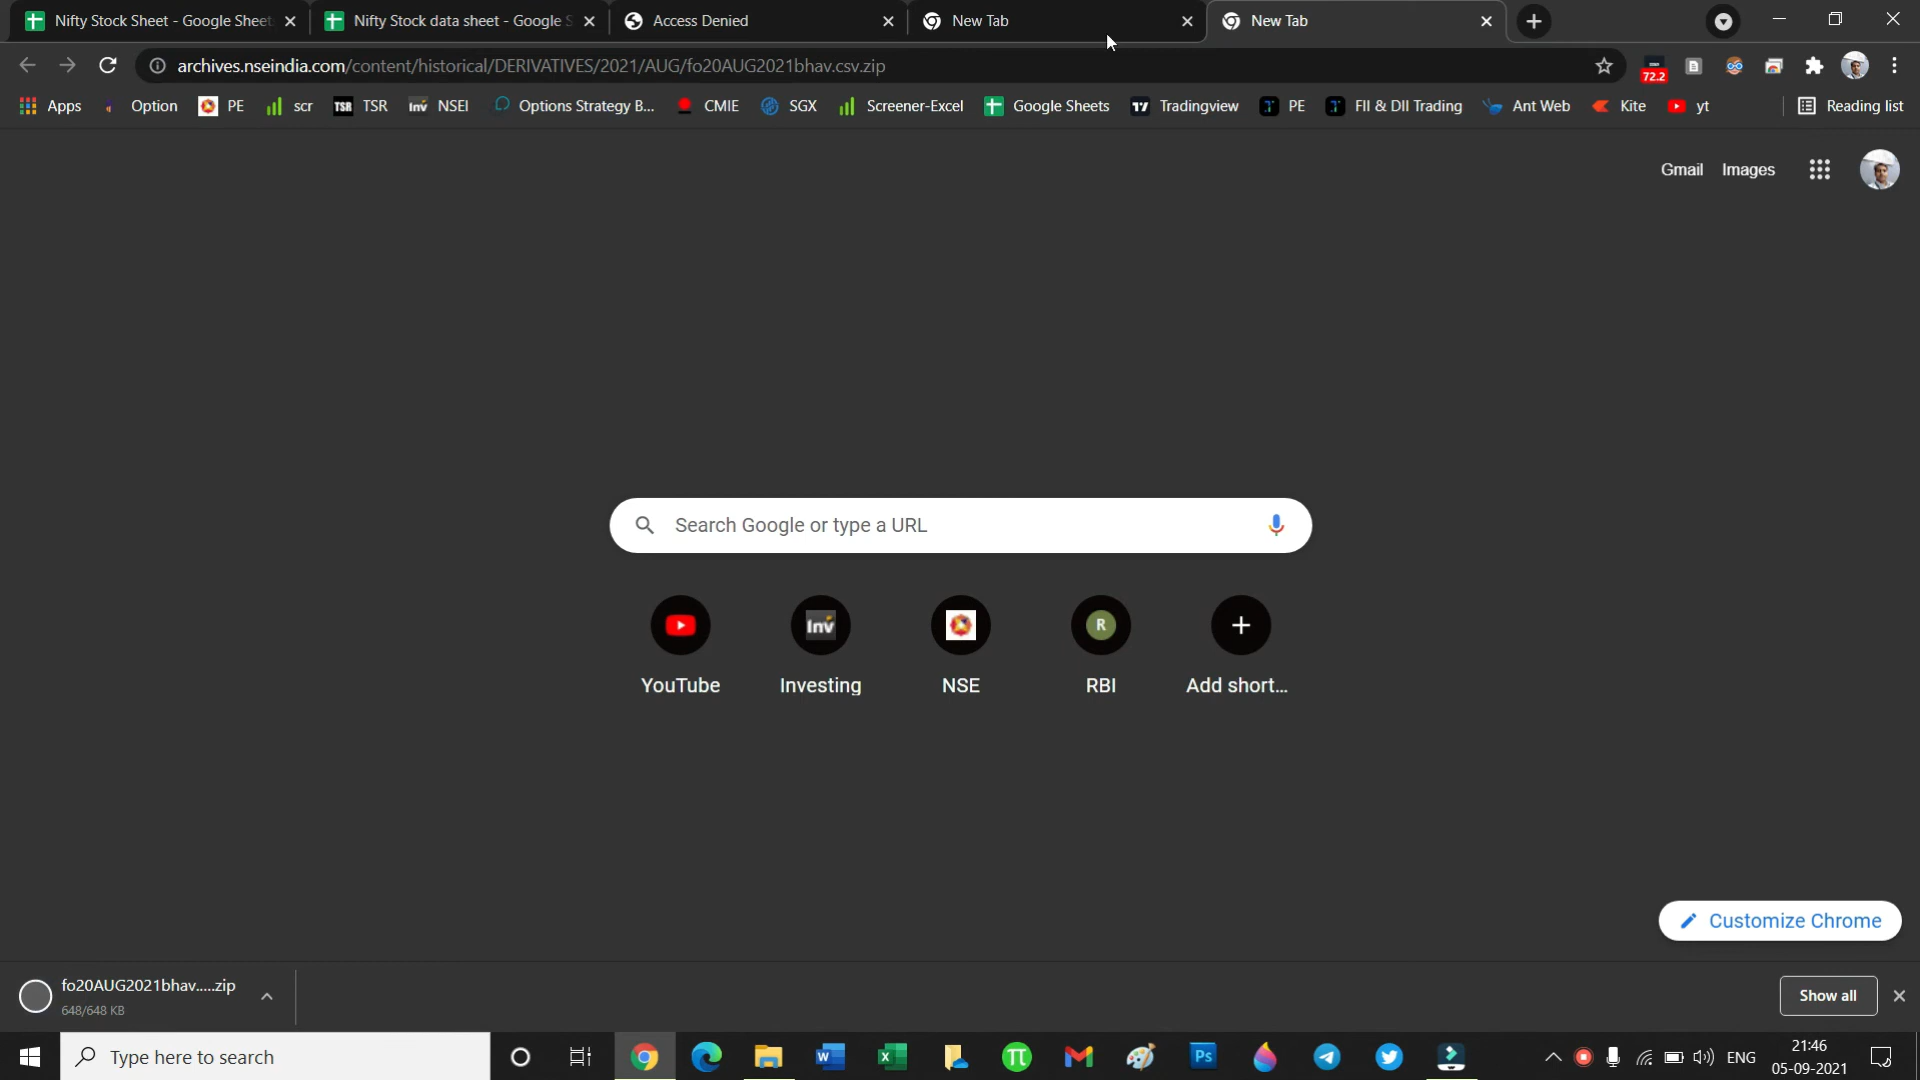 Nifty Stock Sheet - Google Sheet
Nifty Stock data sheet - Google S
Access Denied
New Tab
New Tab
archives.nseindia.com/content/historical/DERIVATIVES/2021/AUG/fo20AUG2021bhav.csv.zip
72.2
Apps
Option
PE
scr
TSR TSR
Inv NSEI
Options Strategy B...
CMIE
SGX
Screener-Excel
Google Sheets
Tradingview
PE
FII & DII Trading
Ant Web
Kite
yt
Reading list
Gmail Images
Search Google or type a URL
Inv
R
YouTube
Investing
NSE
RBI
Add short...
Customize Chrome
fo20AUG2021bhav.....zip
648/648 KB
Show all
Type here to search
W
X
Ps
ENG
21:46
05-09-2021